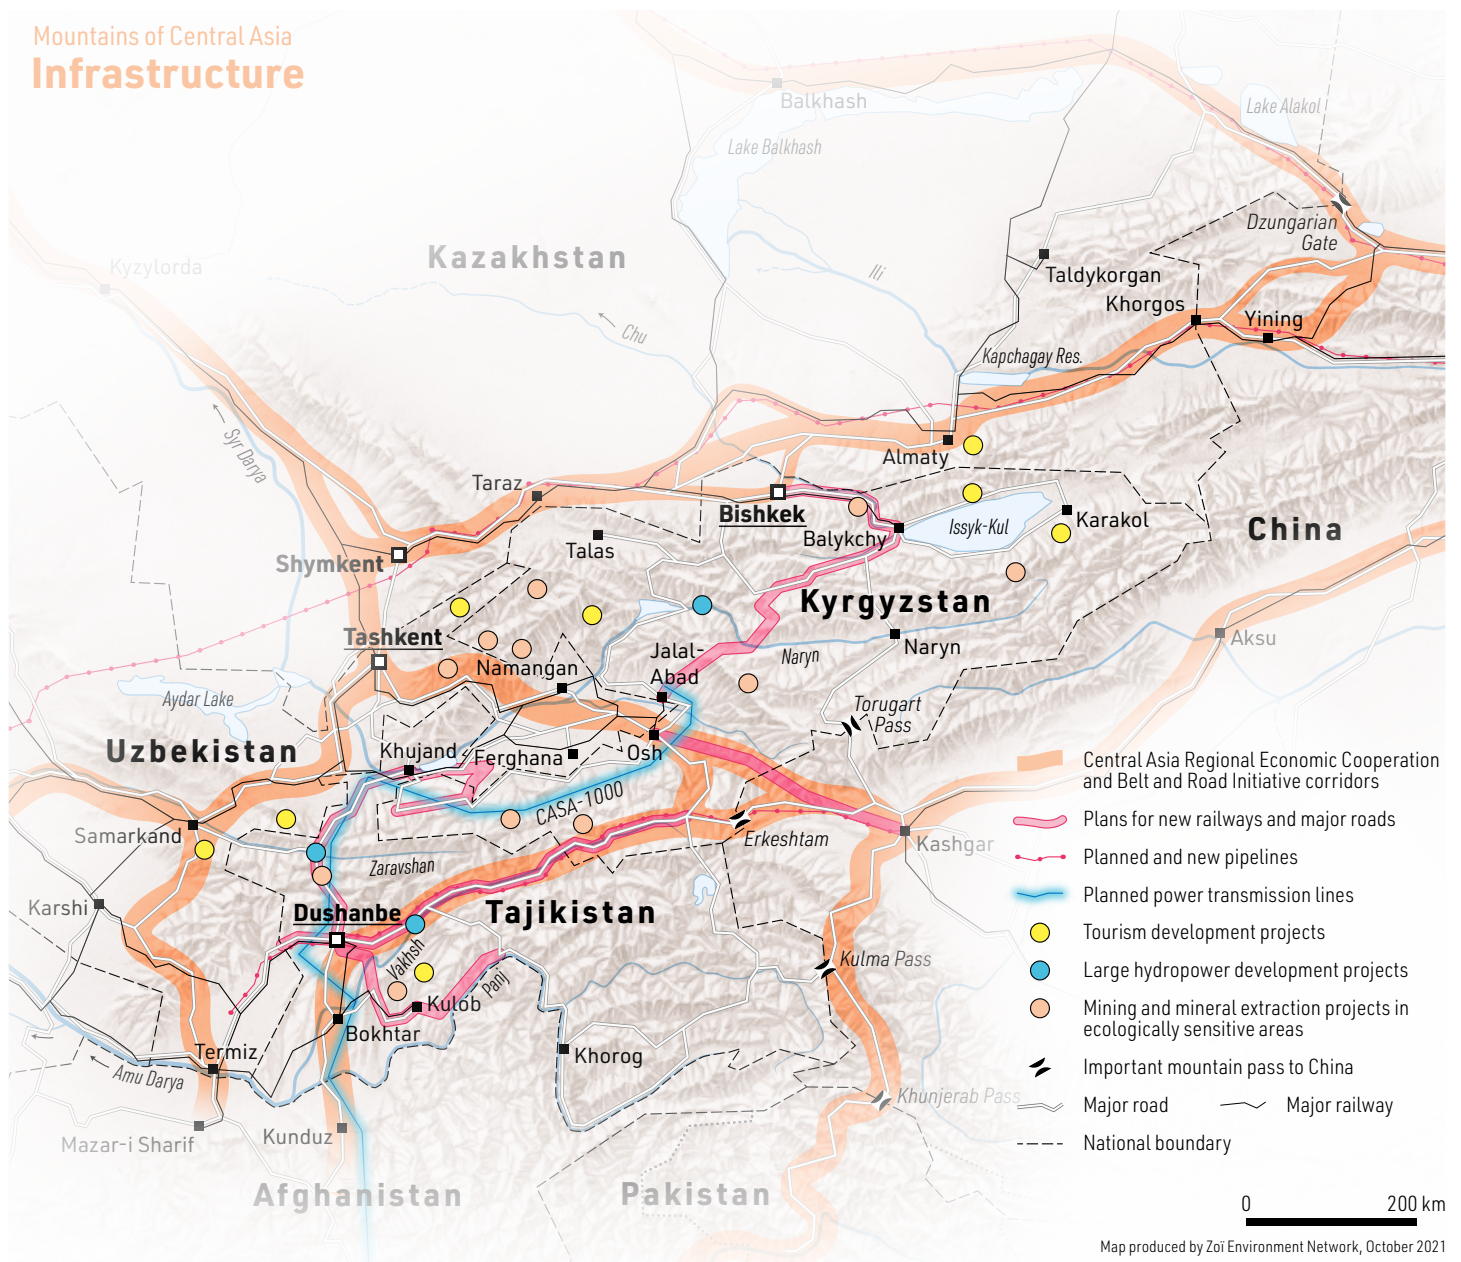 Mountains of Central Asia
Infrastructure
Balkhash
Lake Alakol
Lake Balkhash
Dzungarian
Gate
Kazakhstan
Kyzylorda
Ili
Taldykorgan
Khorgos
Yining
Chu
Kapchagay Res.
Syr Darya
Almaty
Taraz
Bishkek
Balykchy
Issyk-Kul
Karakol
China
Shymkent
Talas
Kyrgyzstan
Tashkent
Jalal-
Abad
Naryn
Naryn
Aksu
Namangan
Aydar Lake
Torugart
Pass
Uzbekistan
Khujand
Ferghana
Osh
CASA-1000
Samarkand
Erkeshtam
Kashgar
Zaravshan
Karshi
Dushanbe
Tajikistan
Vakhsh
Panj
Kulma Pass
Kulob
Bokhtar
Termiz
Khorog
Amu Darya
Khunjerab Pass
Mazar-i Sharif
Kunduz
Afghanistan
Pakistan
Central Asia Regional Economic Cooperation
and Belt and Road Initiative corridors
Plans for new railways and major roads
Planned and new pipelines
Planned power transmission lines
Tourism development projects
Large hydropower development projects
Mining and mineral extraction projects in
ecologically sensitive areas
Important mountain pass to China
Major road
Major railway
National boundary
0 200 km
Map produced by Zoï Environment Network, October 2021